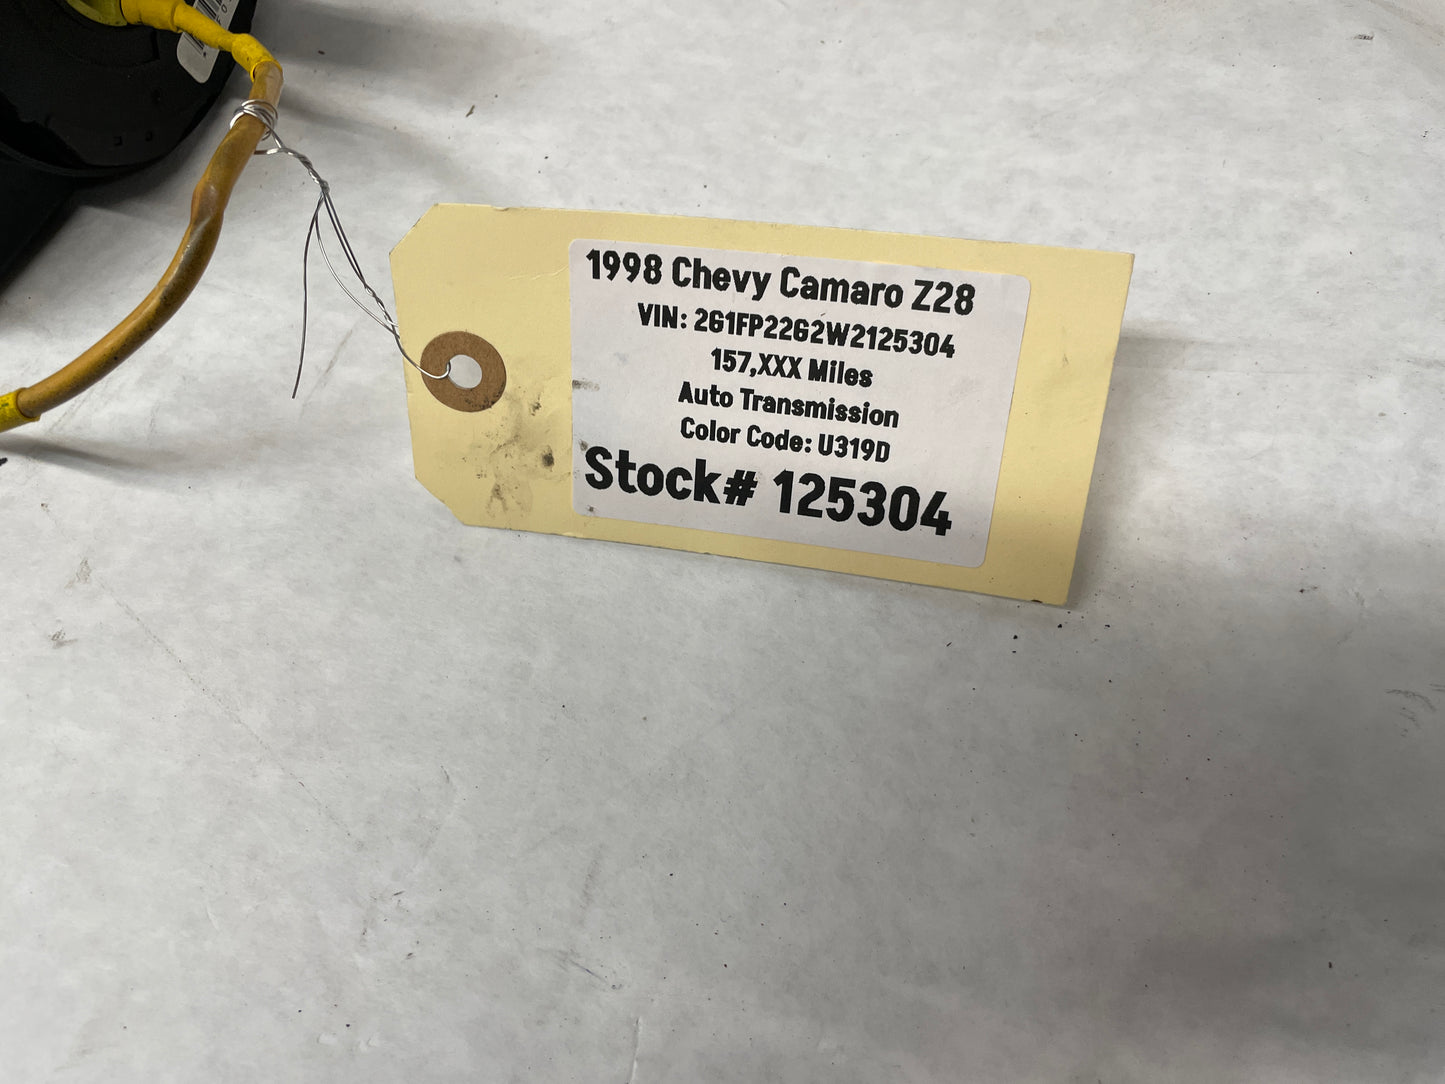 1998 Chevy Camaro Z28
VIN: 2G1FP22G2W2125304
157,XXX Miles
Auto Transmission
Color Code: U319D
Stock# 125304